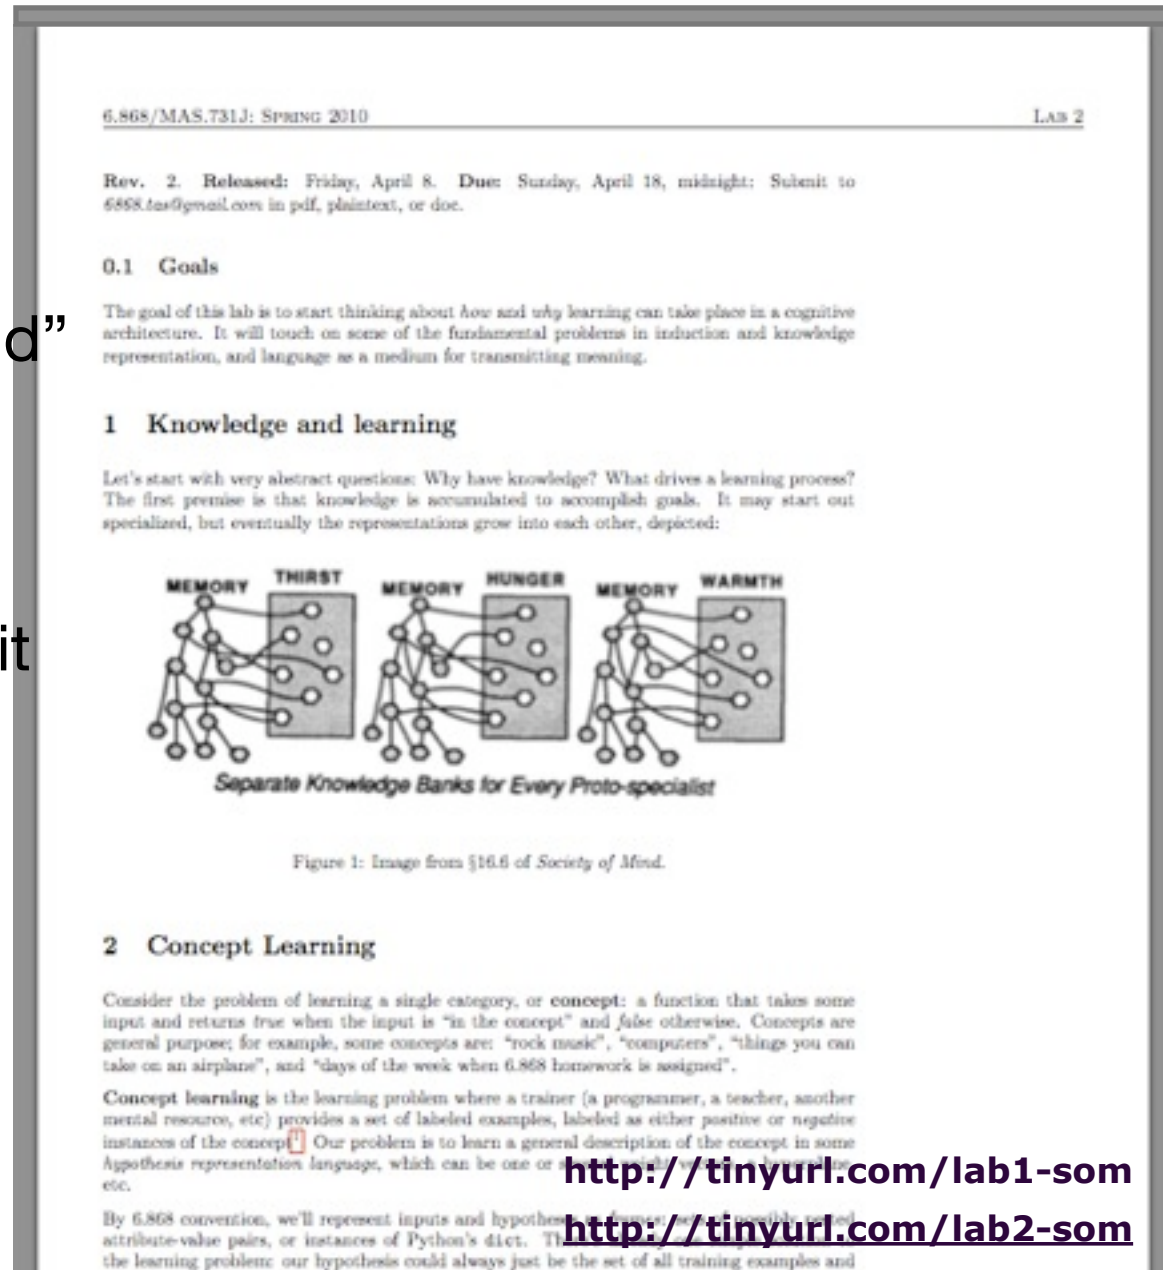 6.868/MAS.731J: Spring 2010 Lab 2
Rev. 2. Released: Friday, April 8. Due: Sunday, April 18, midnight: Submit to
6868.tas@gmail.com in pdf, plaintext, or doc.
0.1 Goals
The goal of this lab is to start thinking about how and why learning can take place in a cognitive
d”
architecture. It will touch on some of the fundamental problems in induction and knowledge
representation, and language as a medium for transmitting meaning.
1 Knowledge and learning
Let's start with very abstract questions: Why have knowledge? What drives a learning process?
The first premise is that knowledge is accumulated to accomplish goals. It may start out
specialized, but eventually the representations grow into each other, depicted:
MEMORY THIRST MEMORY HUNGER MEMORY WARMTH
it
Separate Knowledge Banks for Every Proto-specialist
Figure 1: Image from §16.6 of Society of Mind.
2 Concept Learning
Consider the problem of learning a single category, or concept: a function that takes some
input and returns true when the input is “in the concept” and false otherwise. Concepts are
general purpose; for example, some concepts are: “rock music”, “computers”, “things you can
take on an airplane”, and “days of the week when 6.868 homework is assigned”.
Concept learning is the learning problem where a trainer (a programmer, a teacher, another
mental resource, etc) provides a set of labeled examples, labeled as either positive or negative
instances of the concept1 Our problem is to learn a general description of the concept in some
hypothesis representation language, which can be one or
http://tinyurl.com/lab1-som
etc.
By 6.868 convention, we'll represent inputs and hypotheses
attribute-value pairs, or instances of Python's dict.
http://tinyurl.com/lab2-som
the learning problem: our hypothesis could always just be the set of all training examples and